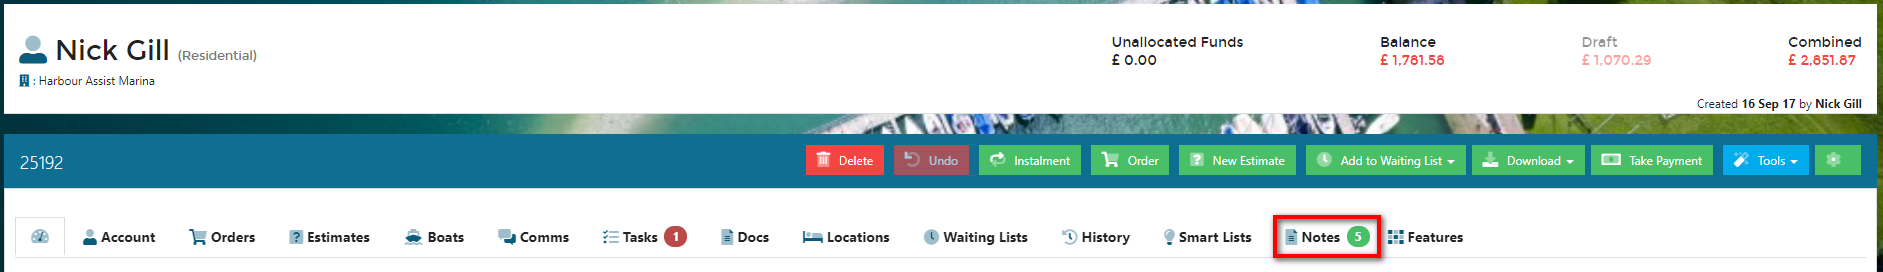 Nick Gill (Residential)
: Harbour Assist Marina
Unallocated Funds
£ 0.00
Balance
£ 1,781.58
Draft
£ 1,070.29
Combined
£ 2,851.87
Created 16 Sep 17 by Nick Gill
25192
Delete
Undo
Instalment
Order
New Estimate
Add to Waiting List
Download
Take Payment
Tools
Account
Orders
Estimates
Boats
Comms
Tasks 1
Docs
Locations
Waiting Lists
History
Smart Lists
Notes 5
Features